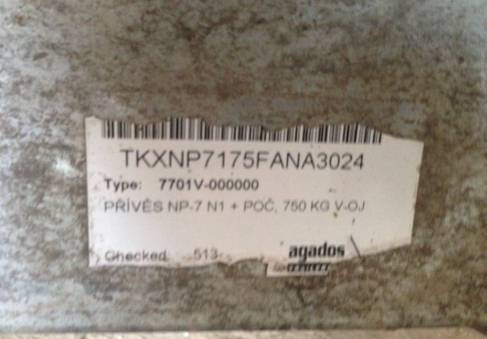 TKXNP7175FANA3024
Type: 7701V-000000
PŘÍVĚS NP-7 N1 + POČ, 750 KG V-OJ
Checked 513
agados